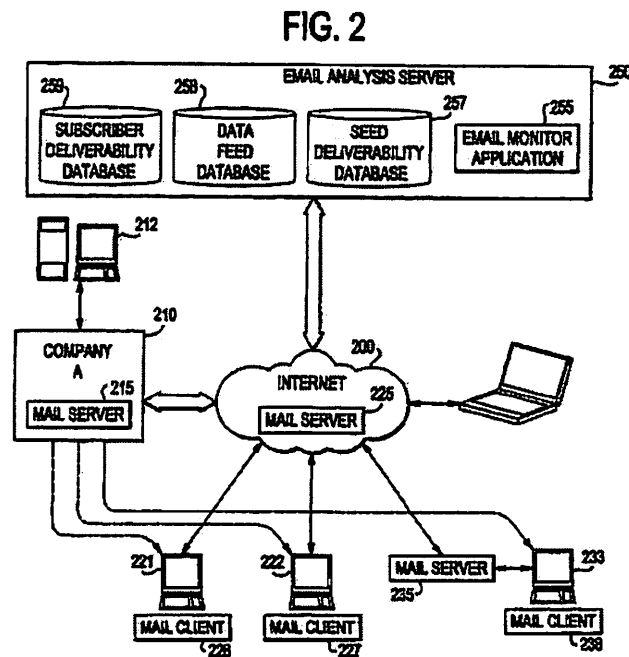 FIG. 2
EMAIL ANALYSIS SERVER
250
259
258
257
255
SUBSCRIBER
DELIVERABILITY
DATABASE
DATA
FEED
DATABASE
SEED
DELIVERABILITY
DATABASE
EMAIL MONITOR
APPLICATION
212
210
COMPANY
A
215
MAIL SERVER
200
INTERNET
225
MAIL SERVER
221
222
MAIL SERVER
235
233
MAIL CLIENT
226
MAIL CLIENT
227
MAIL CLIENT
238